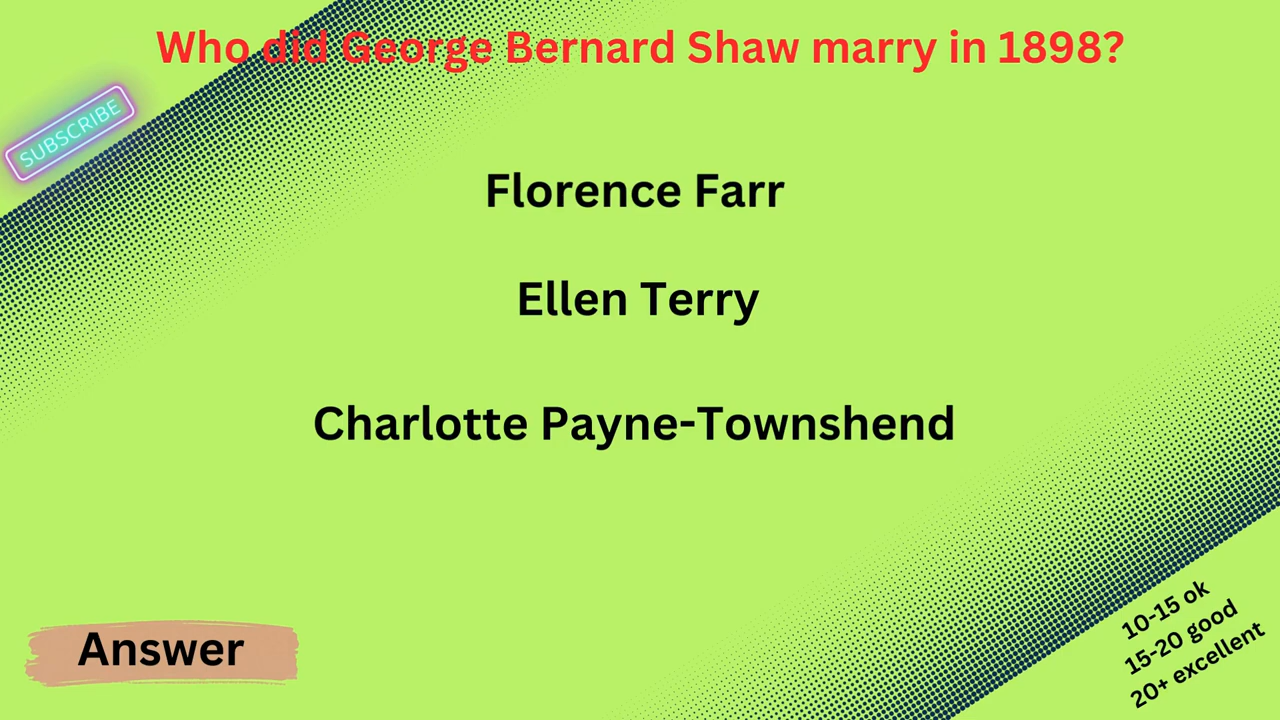 Who did George Bernard Shaw marry in 1898?
SUBSCRIBE
Florence Farr
Ellen Terry
Charlotte Payne-Townshend
Answer
10-15 ok
15-20 good
20+ excellent